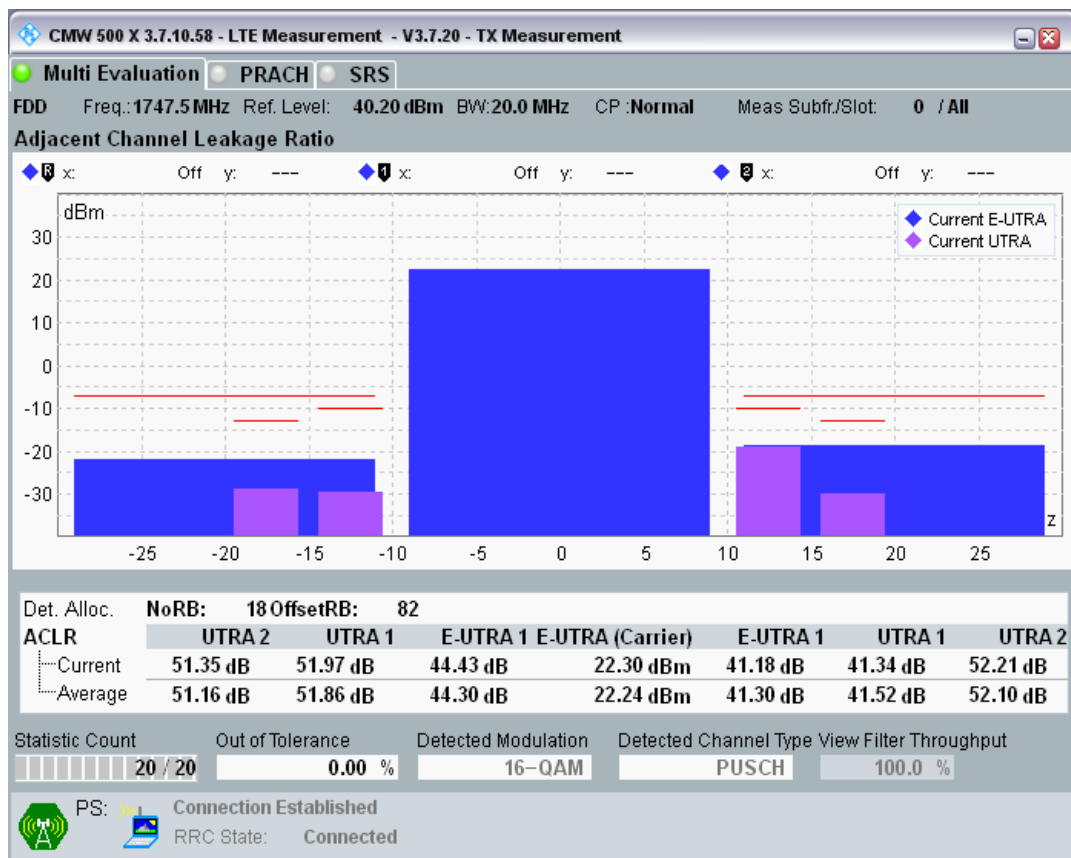 CMW 500 X 3.7.10.58 - LTE Measurement - V3.7.20 - TX Measurement
Multi Evaluation PRACH SRS
FDD Freq.:1747.5 MHz Ref. Level: 40.20 dBm BW:20.0 MHz CP :Normal Meas Subfr./Slot: 0 / All
Adjacent Channel Leakage Ratio
R x: Off y: --- 1 x: Off y: --- 2 x: Off y: ---
dBm
Current E-UTRA
Current UTRA
30
20
10
0
-10
-20
-30
z
-25 -20 -15 -10 -5 0 5 10 15 20 25
Det. Alloc. NoRB: 18 OffsetRB: 82
ACLR UTRA 2 UTRA 1 E-UTRA 1 E-UTRA (Carrier) E-UTRA 1 UTRA 1 UTRA 2
Current 51.35 dB 51.97 dB 44.43 dB 22.30 dBm 41.18 dB 41.34 dB 52.21 dB
Average 51.16 dB 51.86 dB 44.30 dB 22.24 dBm 41.30 dB 41.52 dB 52.10 dB
Statistic Count Out of Tolerance Detected Modulation Detected Channel Type View Filter Throughput
20 / 20 0.00 % 16-QAM PUSCH 100.0 %
PS: Connection Established
RRC State: Connected